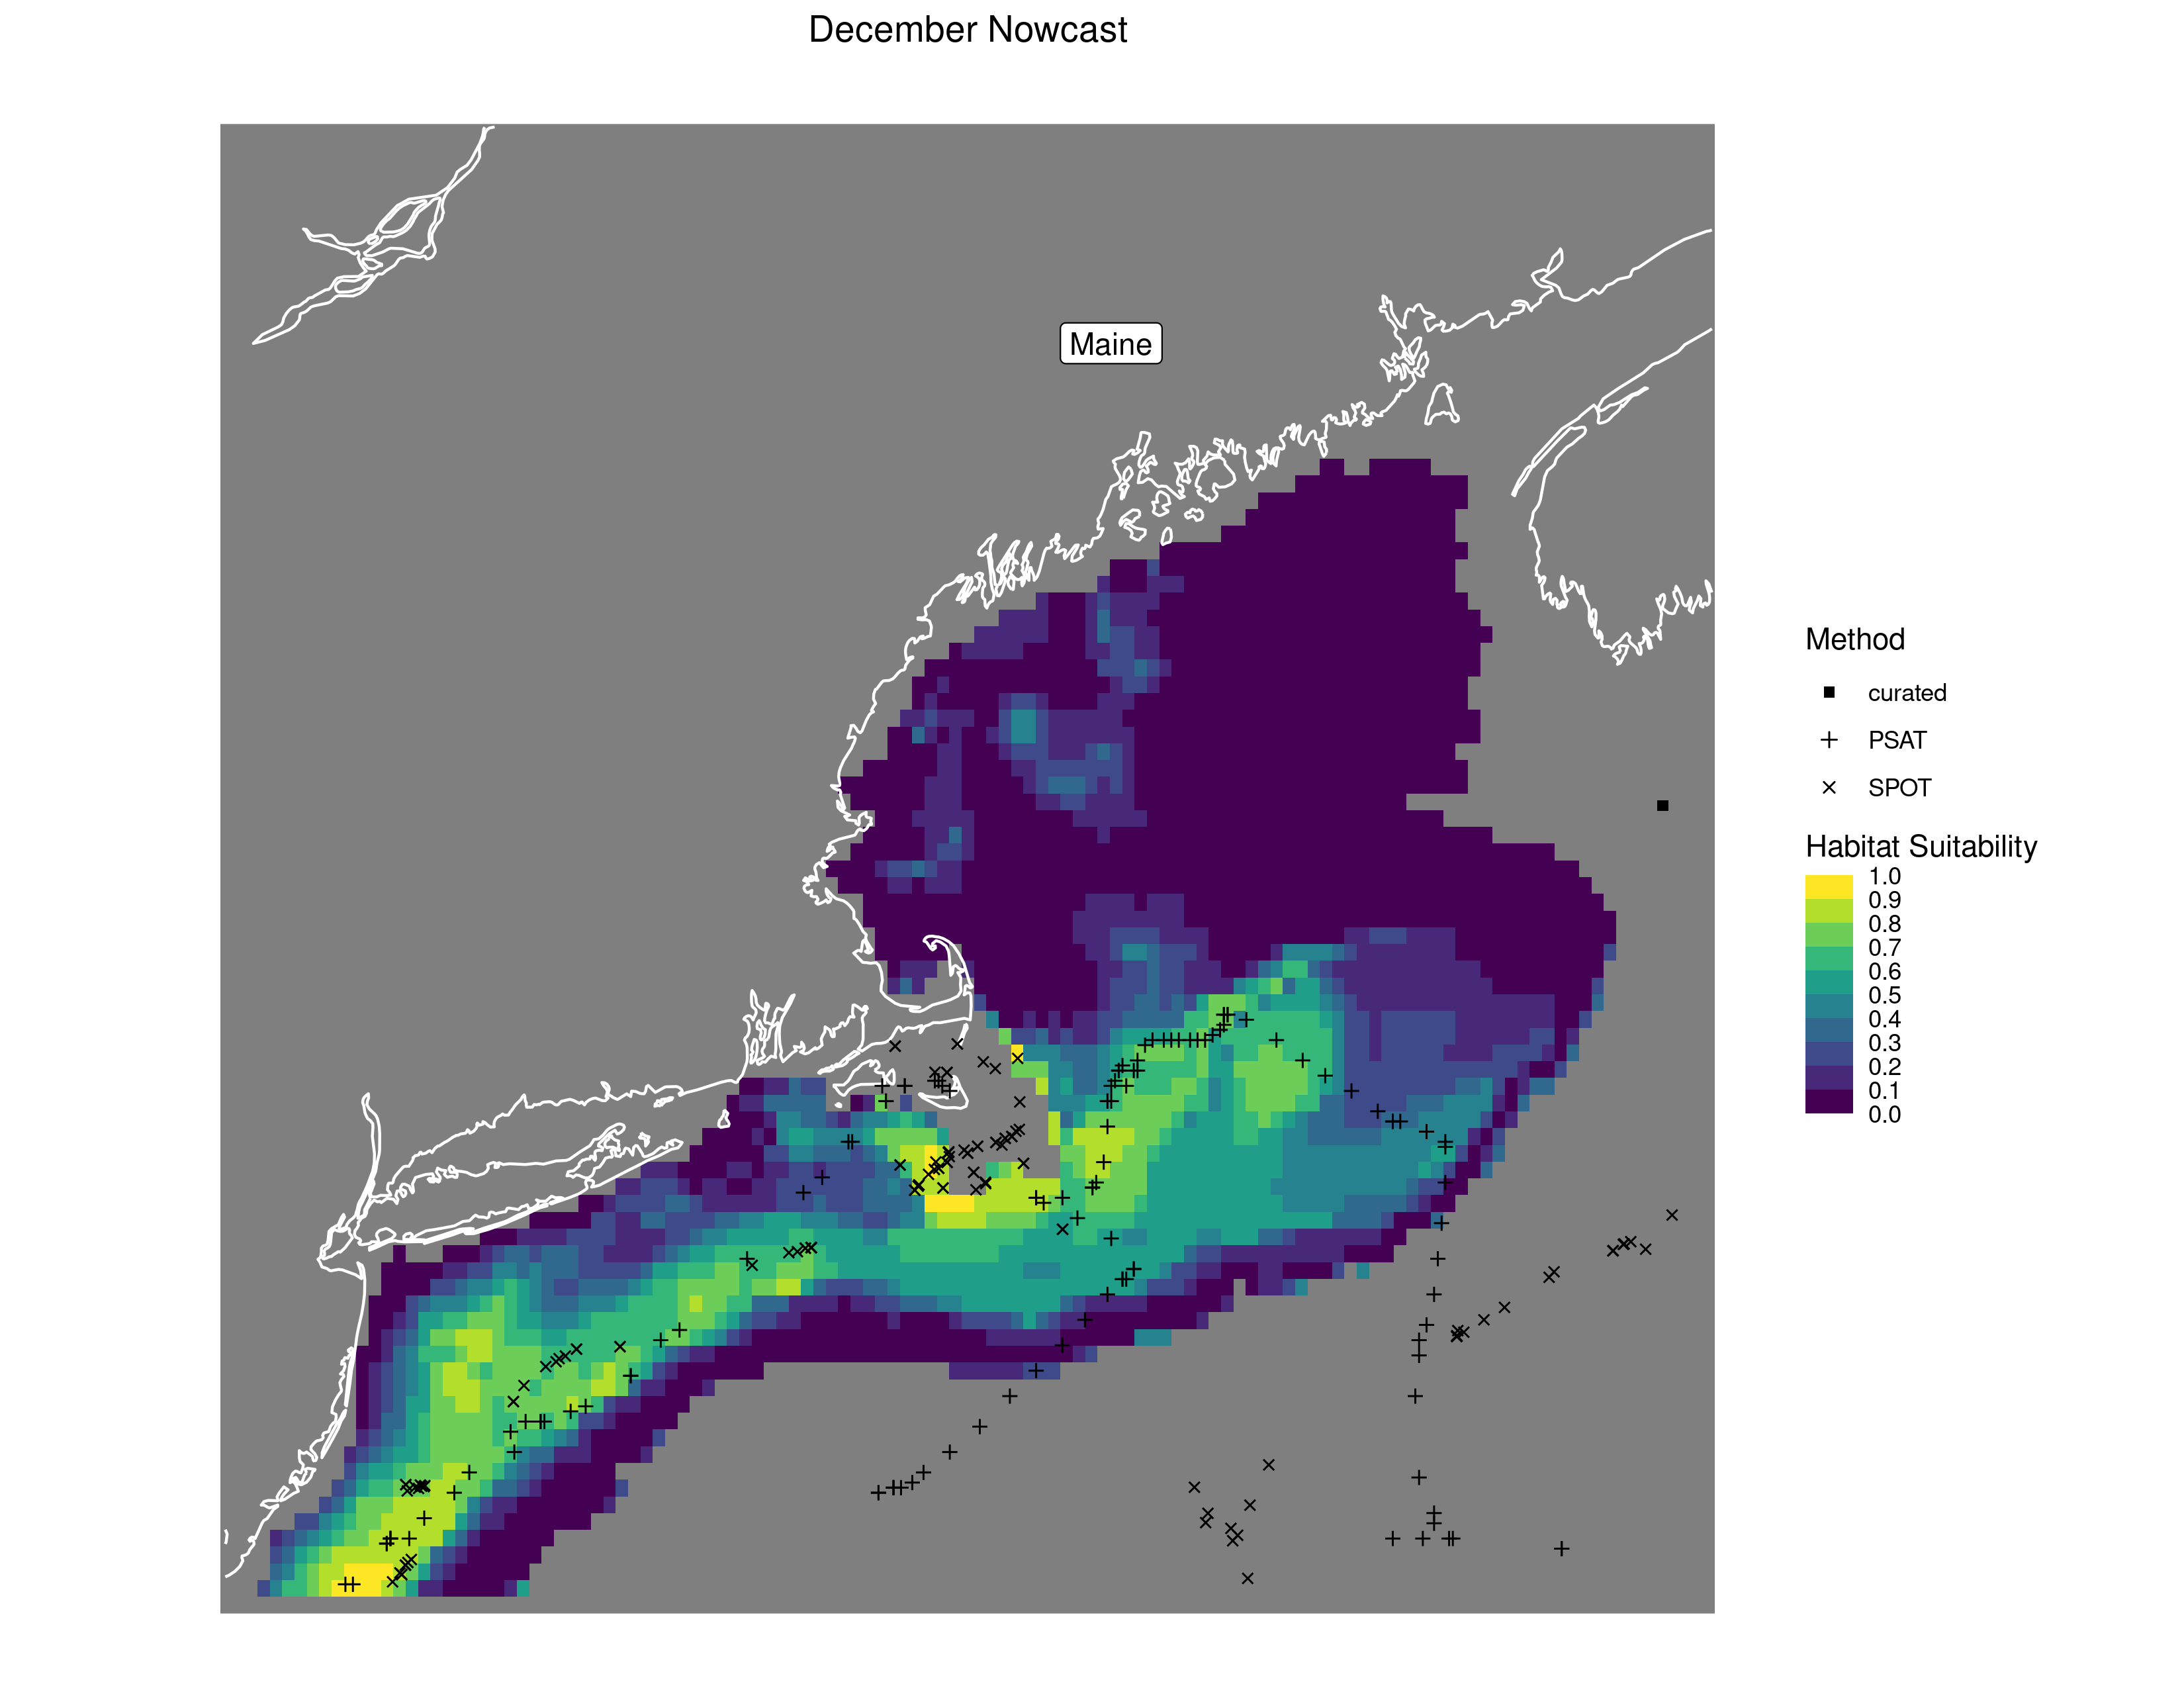 December Nowcast
Maine
Method
curated
PSAT
SPOT
Habitat Suitability
1.0
0.9
0.8
0.7
0.6
0.5
0.4
0.3
0.2
0.1
0.0